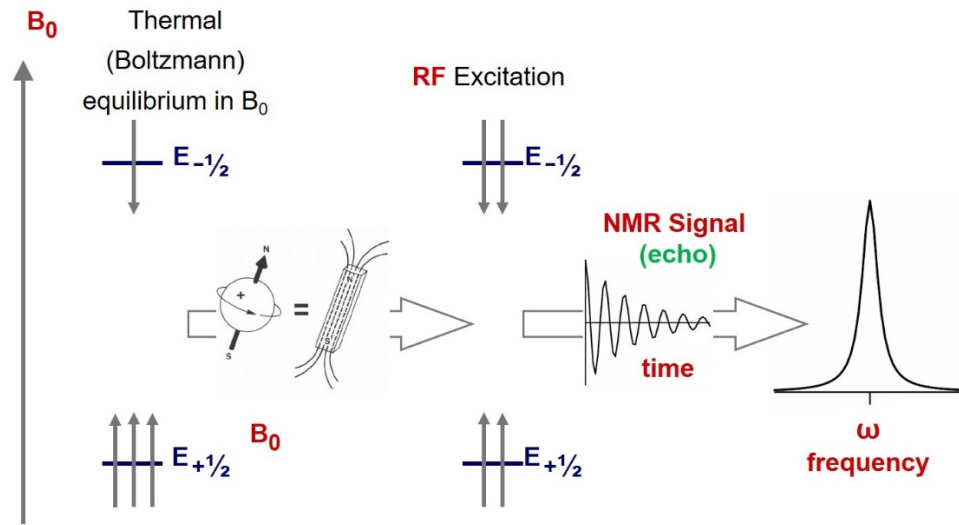 B₀
Thermal
(Boltzmann)
equilibrium in B₀
RF Excitation
E₋½
E₋½
NMR Signal
(echo)
N
+
S
=
N
S
time
B₀
E₊½
E₊½
ω
frequency